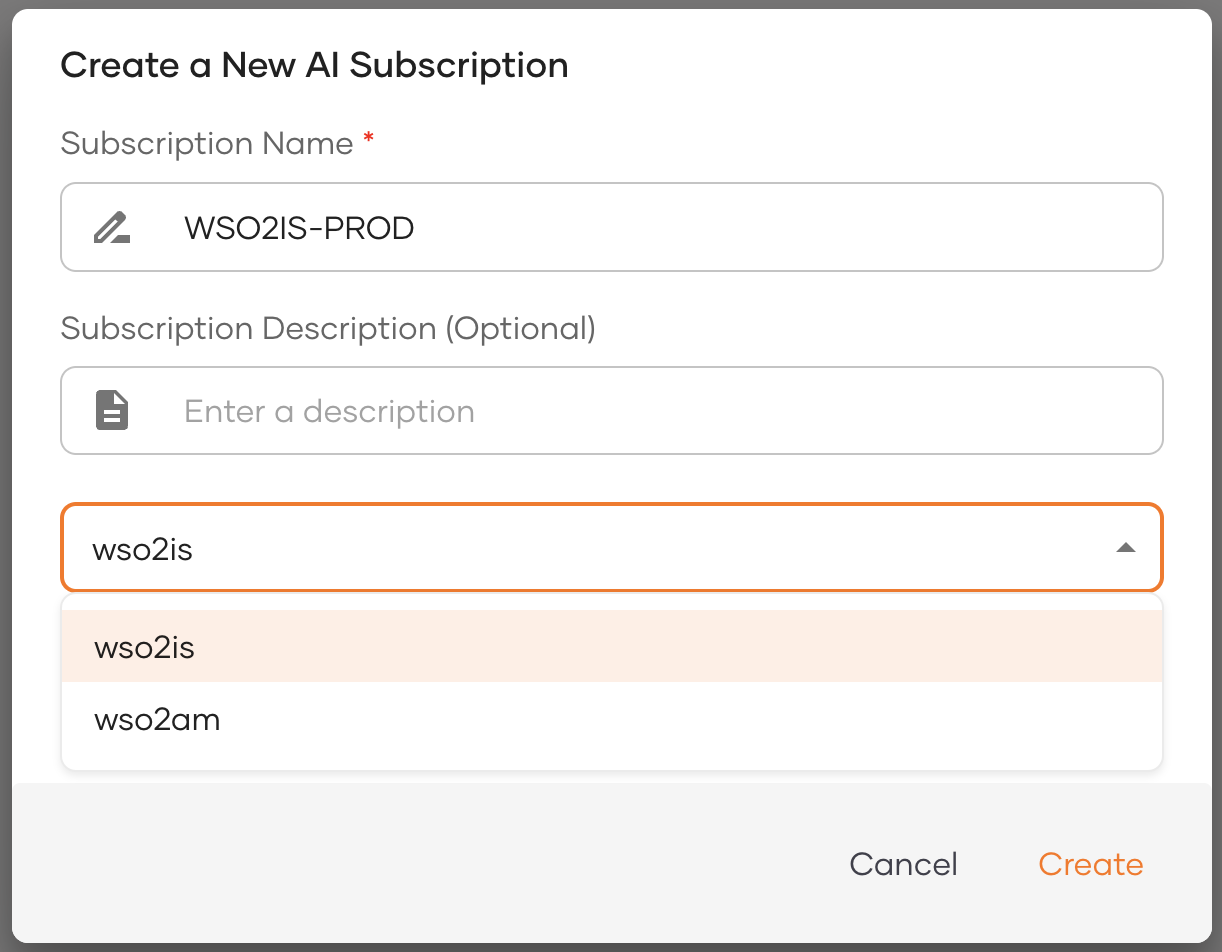 Create a New AI Subscription
Subscription Name *
WSO2IS-PROD
Subscription Description (Optional)
Enter a description
wso2is
wso2is
wso2am
Cancel Create